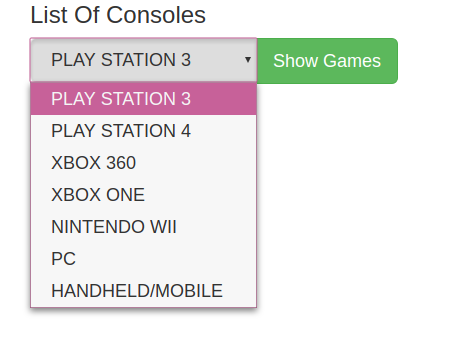 List Of Consoles
PLAY STATION 3
Show Games
PLAY STATION 3
PLAY STATION 4
XBOX 360
XBOX ONE
NINTENDO WII
PC
HANDHELD/MOBILE